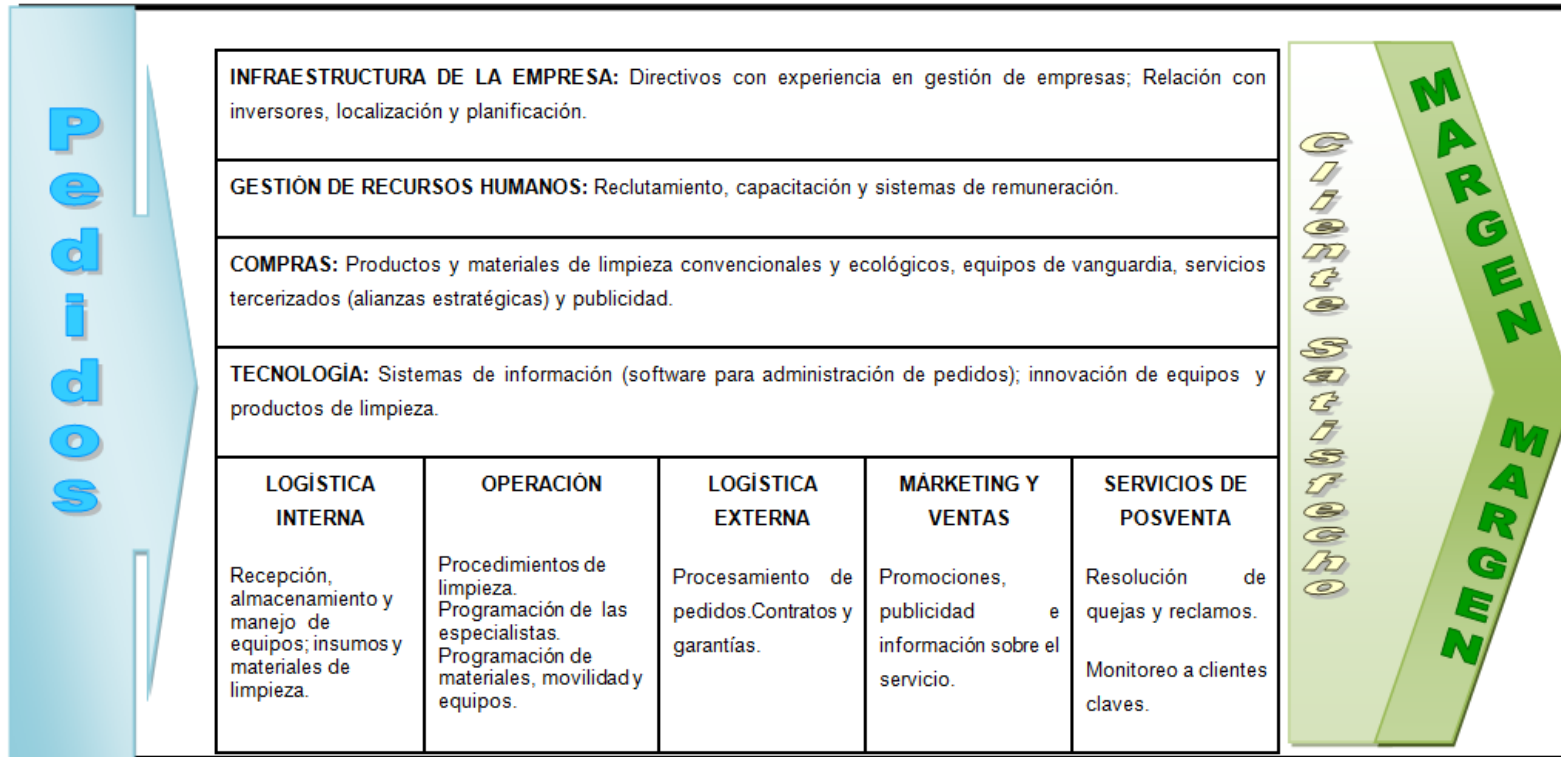 Pedidos
INFRAESTRUCTURA DE LA EMPRESA: Directivos con experiencia en gestión de empresas; Relación con
inversores, localización y planificación.
GESTIÓN DE RECURSOS HUMANOS: Reclutamiento, capacitación y sistemas de remuneración.
COMPRAS: Productos y materiales de limpieza convencionales y ecológicos, equipos de vanguardia, servicios
tercerizados (alianzas estratégicas) y publicidad.
TECNOLOGÍA: Sistemas de información (software para administración de pedidos); innovación de equipos y
productos de limpieza.
LOGÍSTICA
INTERNA
Recepción,
almacenamiento y
manejo de
equipos; insumos y
materiales de
limpieza.
OPERACIÓN
Procedimientos de
limpieza.
Programación de las
especialistas.
Programación de
materiales, movilidad y
equipos.
LOGÍSTICA
EXTERNA
Procesamiento de
pedidos.Contratos y
garantías.
MÁRKETING Y
VENTAS
Promociones,
publicidad e
información sobre el
servicio.
SERVICIOS DE
POSVENTA
Resolución de
quejas y reclamos.
Monitoreo a clientes
claves.
Cliente Satisfecho
MARGEN
MARGEN